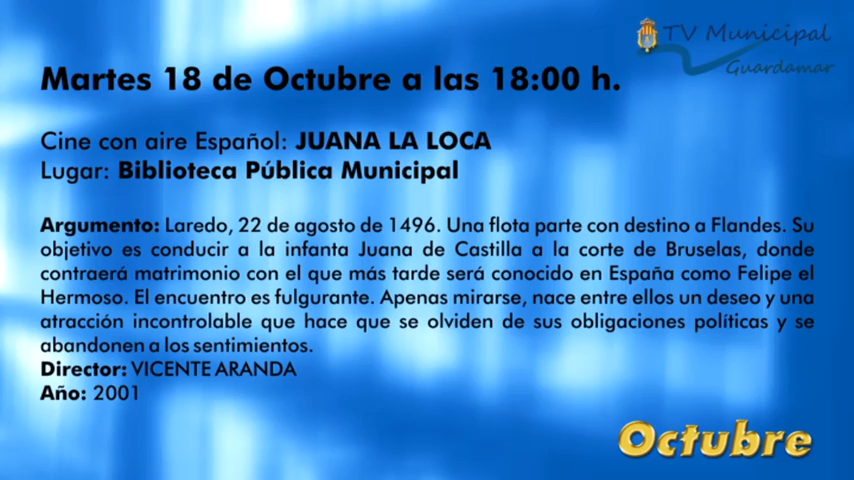 TV Municipal
Guardamar
Martes 18 de Octubre a las 18:00 h.
Cine con aire Español: JUANA LA LOCA
Lugar: Biblioteca Pública Municipal
Argumento: Laredo, 22 de agosto de 1496. Una flota parte con destino a Flandes. Su
objetivo es conducir a la infanta Juana de Castilla a la corte de Bruselas, donde
contraerá matrimonio con el que más tarde será conocido en España como Felipe el
Hermoso. El encuentro es fulgurante. Apenas mirarse, nace entre ellos un deseo y una
atracción incontrolable que hace que se olviden de sus obligaciones políticas y se
abandonen a los sentimientos.
Director: VICENTE ARANDA
Año: 2001
Octubre